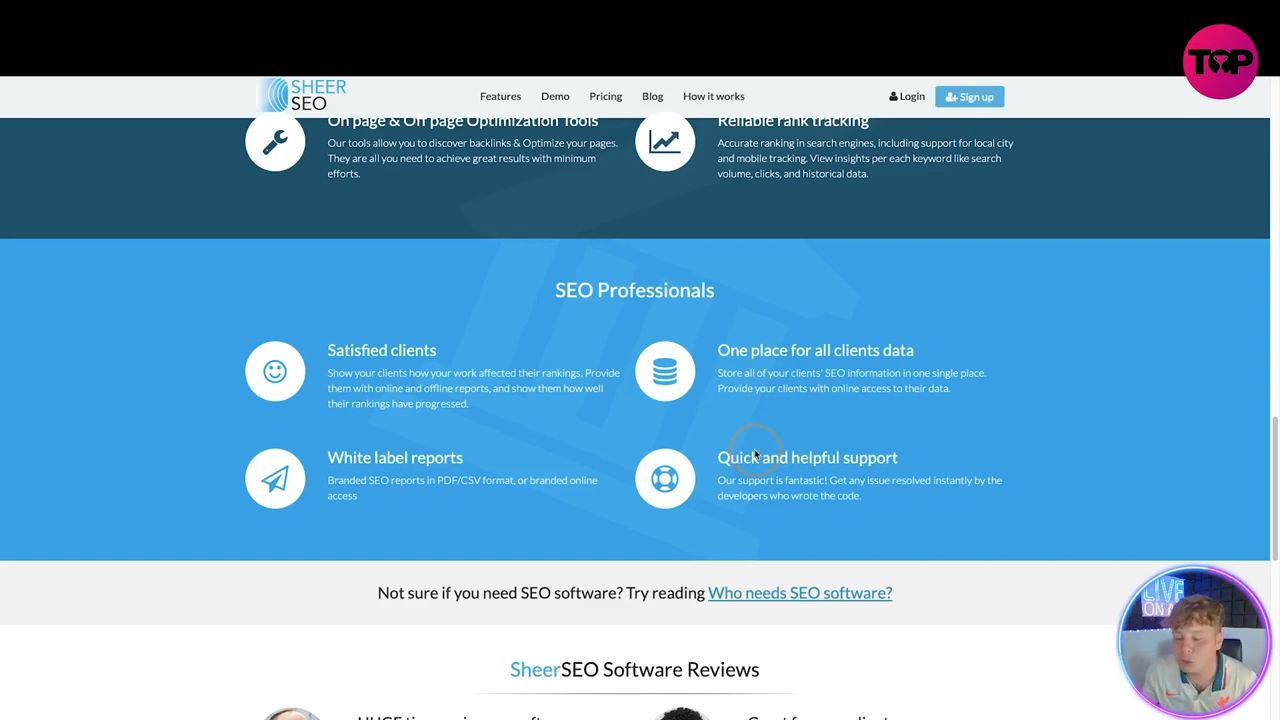 TOP
SHEER
SEO
Features
Demo
Pricing
Blog
How it works
Login
Sign up
On page & Off page Optimization Tools
Our tools allow you to discover backlinks & Optimize your pages.
They are all you need to achieve great results with minimum
efforts.
Reliable rank tracking
Accurate ranking in search engines, including support for local city
and mobile tracking. View insights per each keyword like search
volume, clicks, and historical data.
SEO Professionals
Satisfied clients
Show your clients how your work affected their rankings. Provide
them with online and offline reports, and show them how well
their rankings have progressed.
One place for all clients data
Store all of your clients' SEO information in one single place.
Provide your clients with online access to their data.
White label reports
Branded SEO reports in PDF/CSV format, or branded online
access
Quick and helpful support
Our support is fantastic! Get any issue resolved instantly by the
developers who wrote the code.
Not sure if you need SEO software? Try reading Who needs SEO software?
SheerSEO Software Reviews
LIVE
ON A